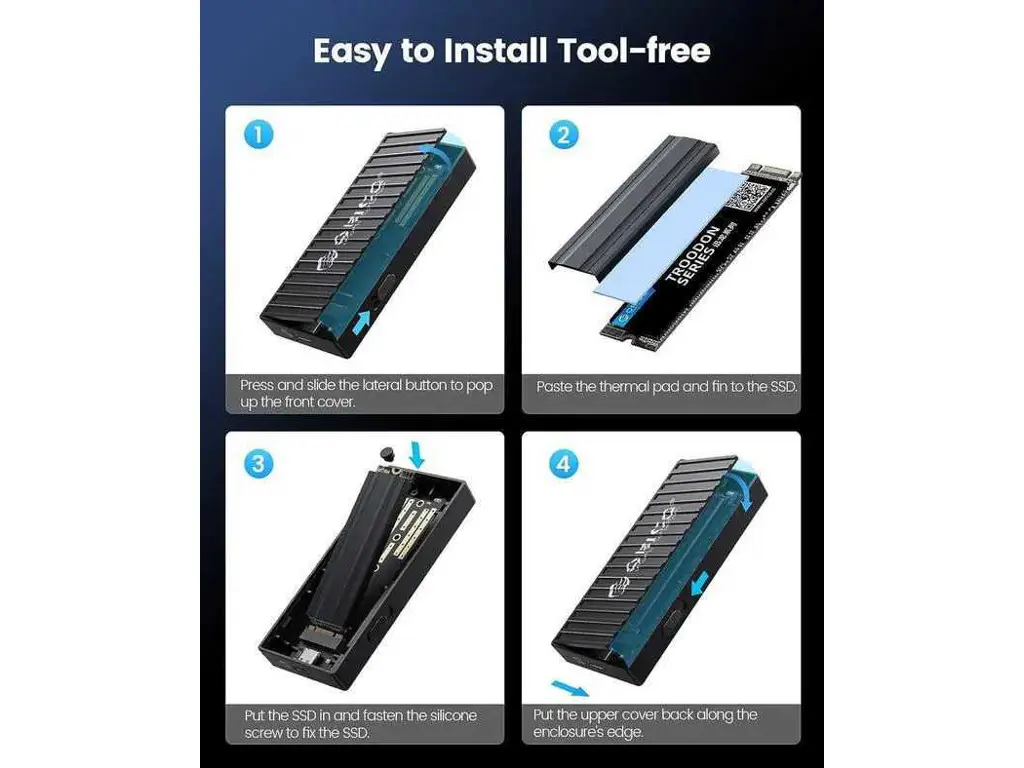 Easy to Install Tool-free
1
Press and slide the lateral button to pop
up the front cover.
2
TROODON
SERIES
Paste the thermal pad and fin to the SSD.
3
Put the SSD in and fasten the silicone
screw to fix the SSD.
4
Put the upper cover back along the
enclosure's edge.